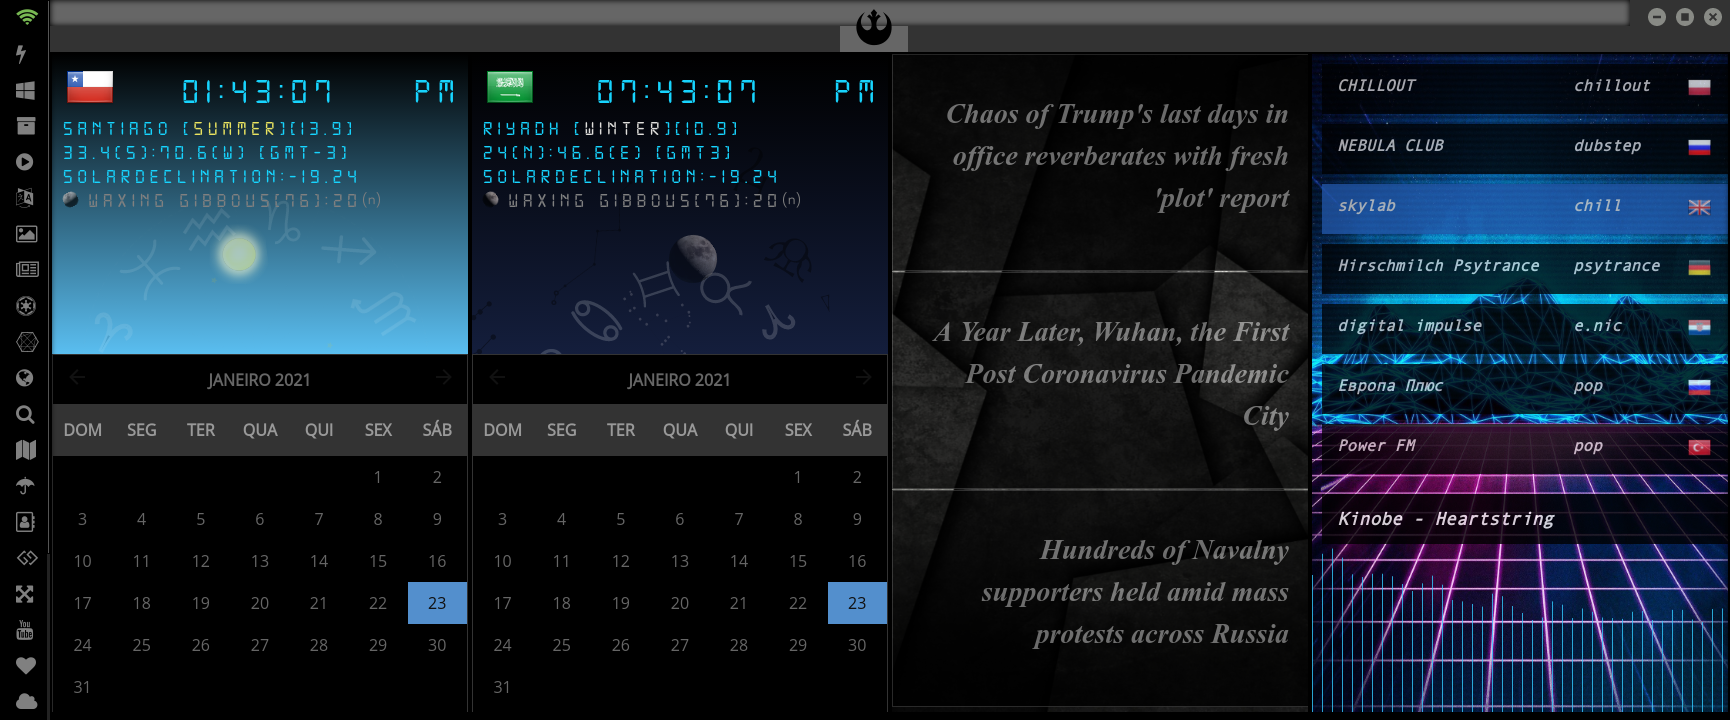 01:43:07 PM
SANTIAGO [SUMMER][13.9]
33.4(S):70.6(W) [GMT-3]
SOLARDECLINATION:-19.24
WAXING GIBBOUS[76]:20(n)
JANEIRO 2021
DOM SEG TER QUA QUI SEX SÁB
1 2
3 4 5 6 7 8 9
10 11 12 13 14 15 16
17 18 19 20 21 22 23
24 25 26 27 28 29 30
31
07:43:07 PM
RIYADH [WINTER][10.9]
24(N):46.6(E) [GMT3]
SOLARDECLINATION:-19.24
WAXING GIBBOUS[76]:20(n)
JANEIRO 2021
DOM SEG TER QUA QUI SEX SÁB
1 2
3 4 5 6 7 8 9
10 11 12 13 14 15 16
17 18 19 20 21 22 23
24 25 26 27 28 29 30
31
Chaos of Trump's last days in
office reverberates with fresh
'plot' report
A Year Later, Wuhan, the First
Post Coronavirus Pandemic
City
Hundreds of Navalny
supporters held amid mass
protests across Russia
CHILLOUT chillout
NEBULA CLUB dubstep
skylab chill
Hirschmilch Psytrance psytrance
digital impulse e.nic
Европа Плюс pop
Power FM pop
Kinobe - Heartstring
You
Tube